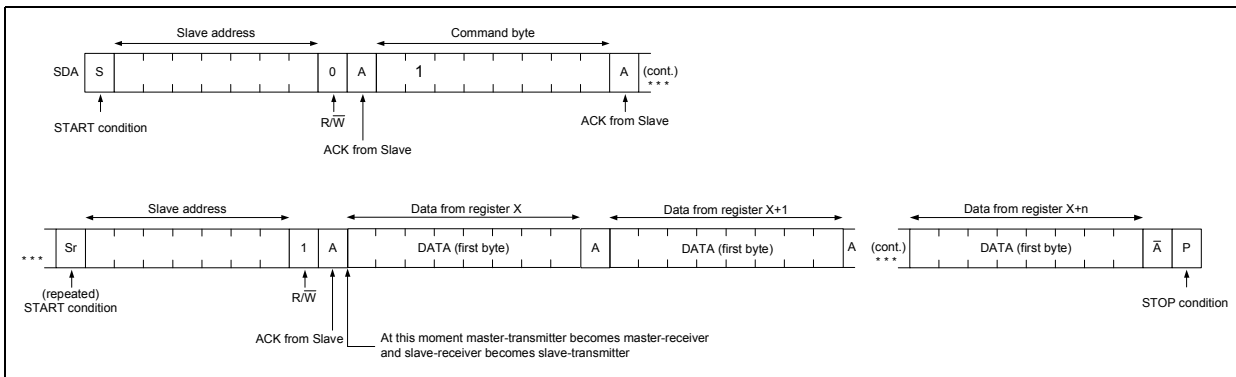 Slave address Command byte
SDA S 0 A 1 A (cont.)
* * *
START condition R/W̅ ACK from Slave
ACK from Slave
Slave address Data from register X Data from register X+1 Data from register X+n
* * * Sr 1 A DATA (first byte) A DATA (first byte) A (cont.) DATA (first byte) A̅ P
* * *
(repeated)
START condition R/W̅ STOP condition
ACK from Slave At this moment master-transmitter becomes master-receiver
and slave-receiver becomes slave-transmitter